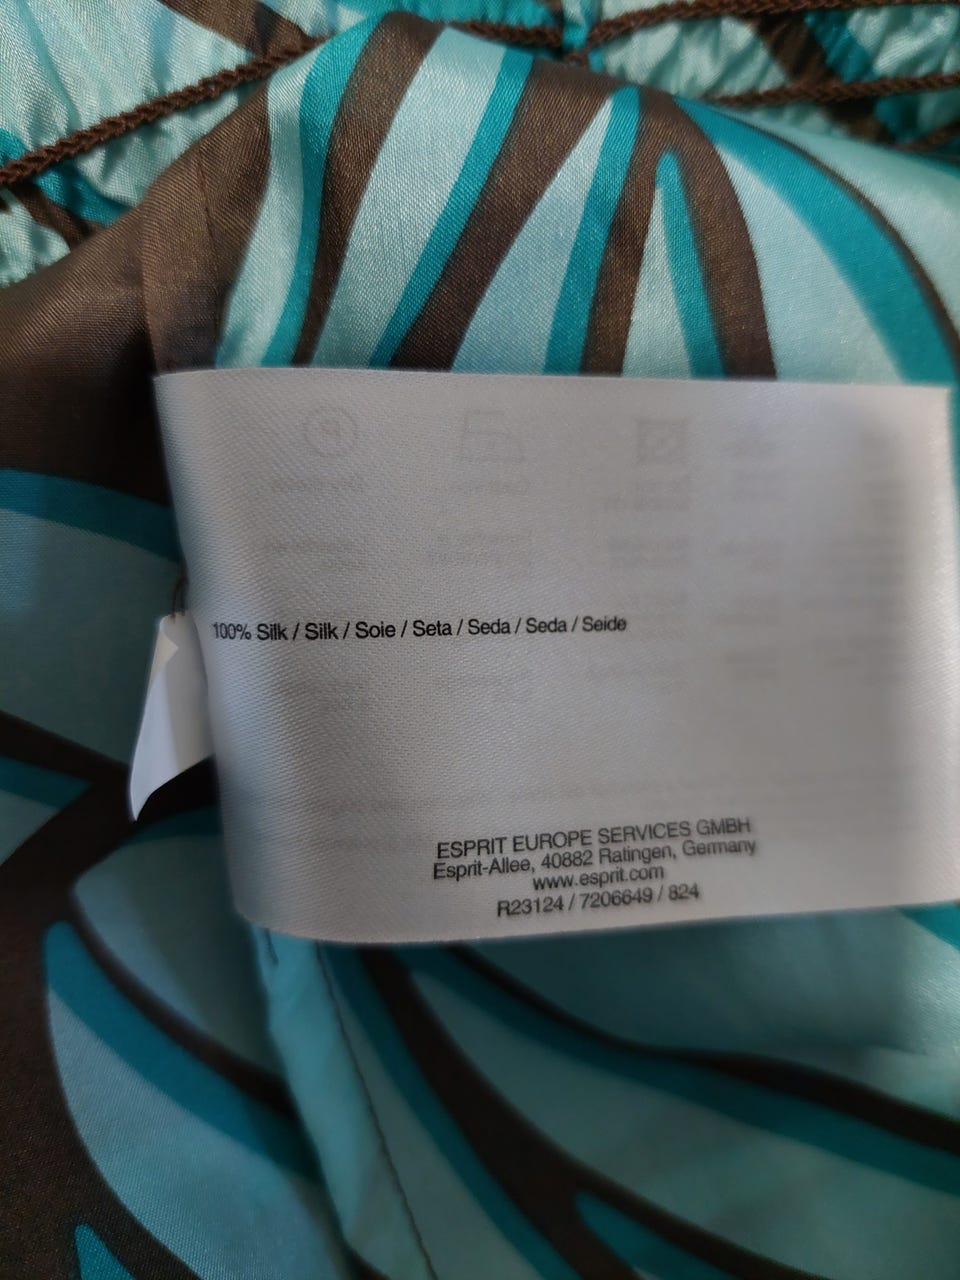 100% Silk / Silk / Soie / Seta / Seda / Seda / Seide
ESPRIT EUROPE SERVICES GMBH
Esprit-Allee, 40882 Ratingen, Germany
www.esprit.com
R23124 / 7206649 / 824